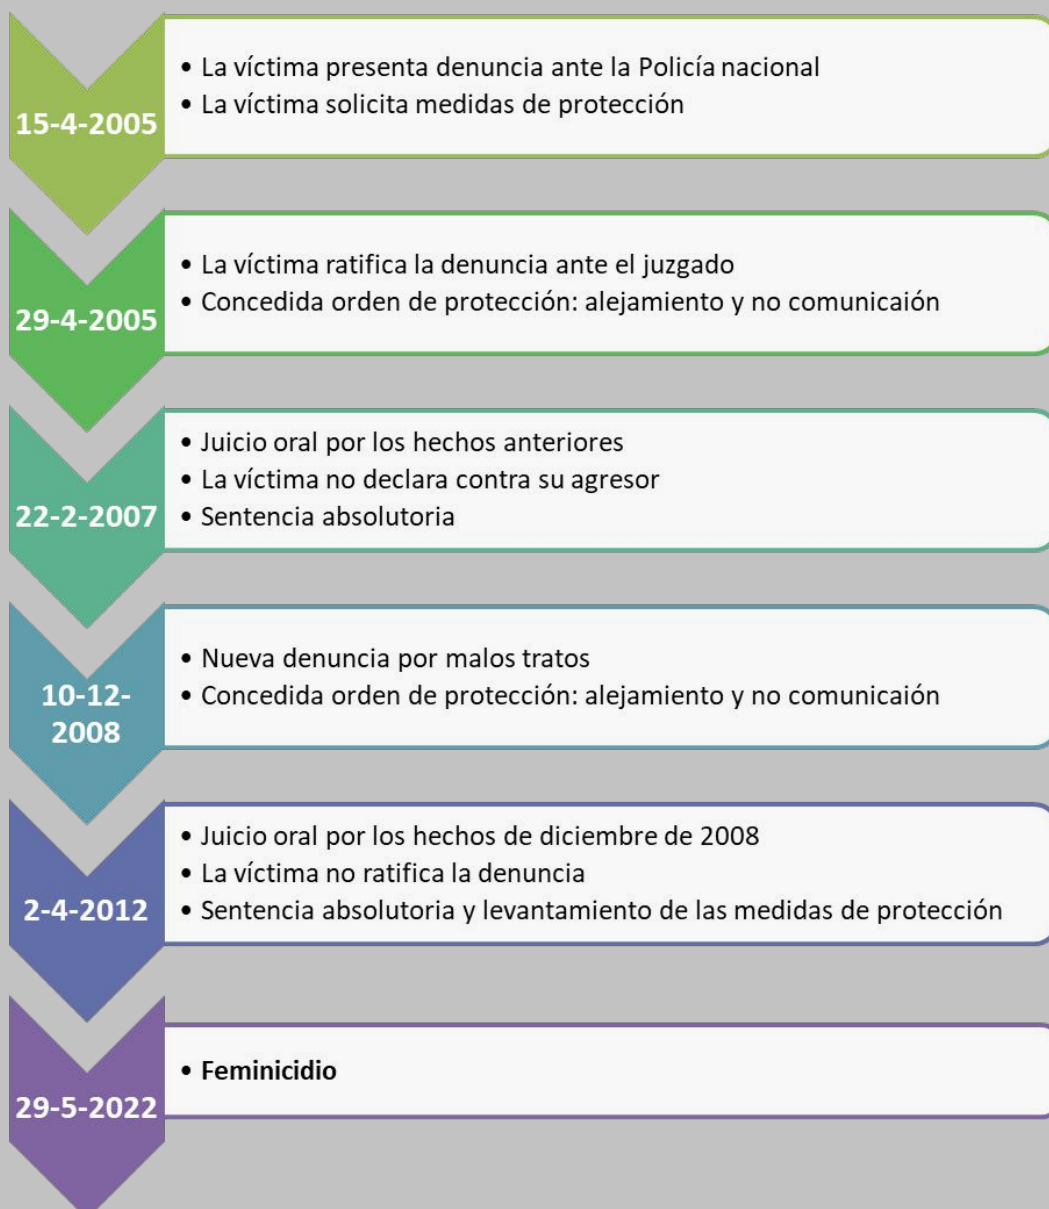 15-4-2005
• La víctima presenta denuncia ante la Policía nacional
• La víctima solicita medidas de protección
29-4-2005
• La víctima ratifica la denuncia ante el juzgado
• Concedida orden de protección: alejamiento y no comunicaión
22-2-2007
• Juicio oral por los hechos anteriores
• La víctima no declara contra su agresor
• Sentencia absolutoria
10-12-
2008
• Nueva denuncia por malos tratos
• Concedida orden de protección: alejamiento y no comunicaión
2-4-2012
• Juicio oral por los hechos de diciembre de 2008
• La víctima no ratifica la denuncia
• Sentencia absolutoria y levantamiento de las medidas de protección
29-5-2022
• Feminicidio